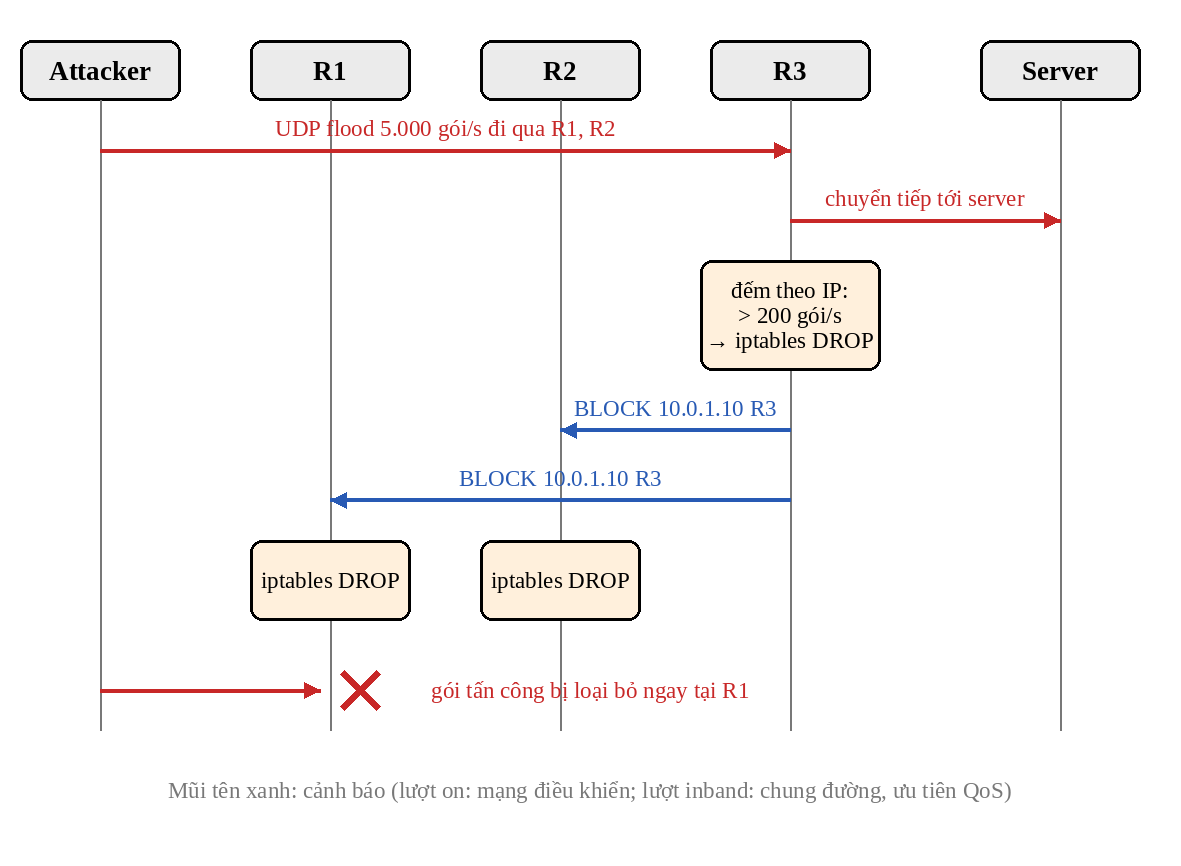 Attacker
R1
R2
R3
Server
UDP flood 5.000 gói/s đi qua R1, R2
chuyển tiếp tới server
đếm theo IP:
> 200 gói/s
→ iptables DROP
BLOCK 10.0.1.10 R3
BLOCK 10.0.1.10 R3
iptables DROP
iptables DROP
gói tấn công bị loại bỏ ngay tại R1
Mũi tên xanh: cảnh báo (lượt on: mạng điều khiển; lượt inband: chung đường, ưu tiên QoS)